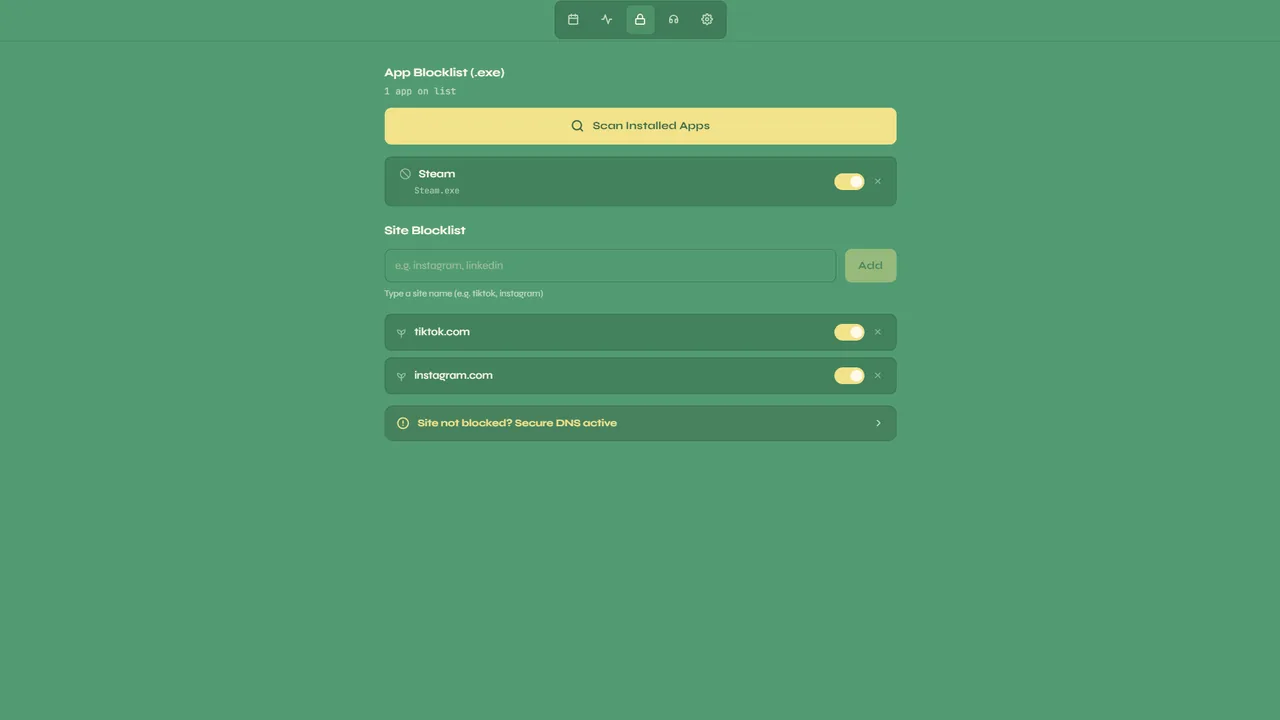 App Blocklist (.exe)
1 app on list
Scan Installed Apps
Steam
Steam.exe
Site Blocklist
e.g. instagram, linkedin
Add
Type a site name (e.g. tiktok, instagram)
tiktok.com
instagram.com
Site not blocked? Secure DNS active